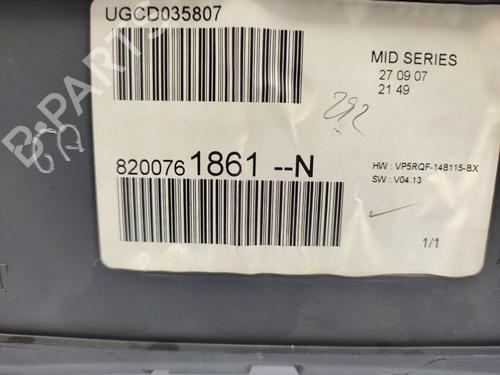 UGCD035807
MID SERIES
27 09 07
21 49
292
8200761861 --N
HW : VP5RQF-148115-BX
SW : V04.13
1/1
B-PARTS